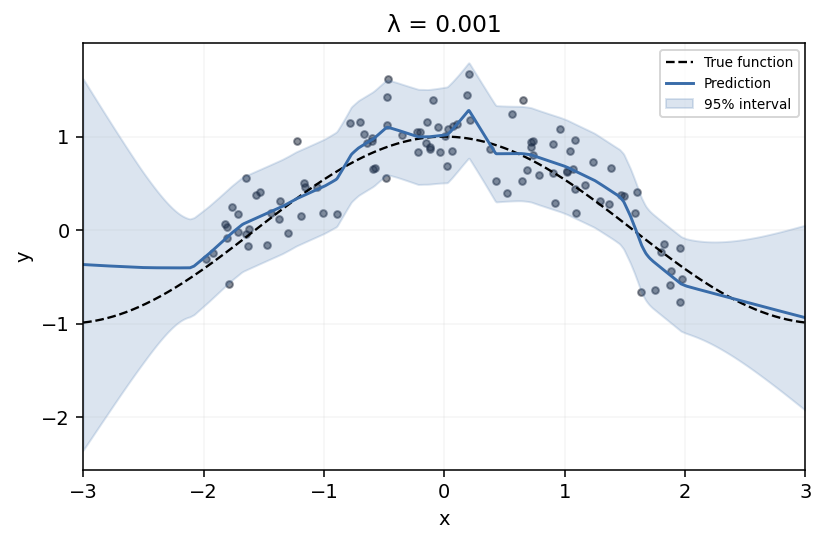 λ = 0.001
True function
Prediction
95% interval
y
1
0
−1
−2
−3 −2 −1 0 1 2 3
x